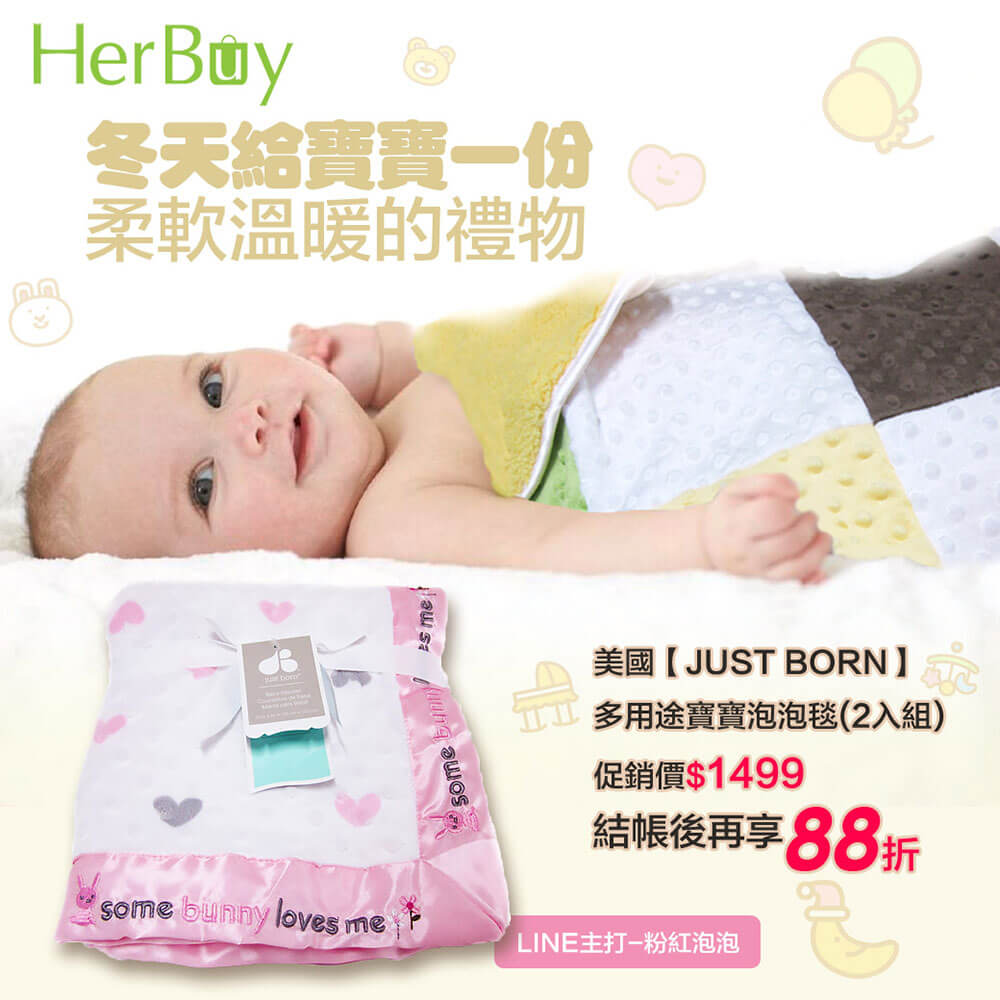 HerBuy
冬天給寶寶一份
柔軟溫暖的禮物
美國【JUST BORN】
多用途寶寶泡泡毯(2入組)
促銷價$1499
結帳後再享88折
LINE主打-粉紅泡泡
just born®
some bunny loves me
some bunny
es me